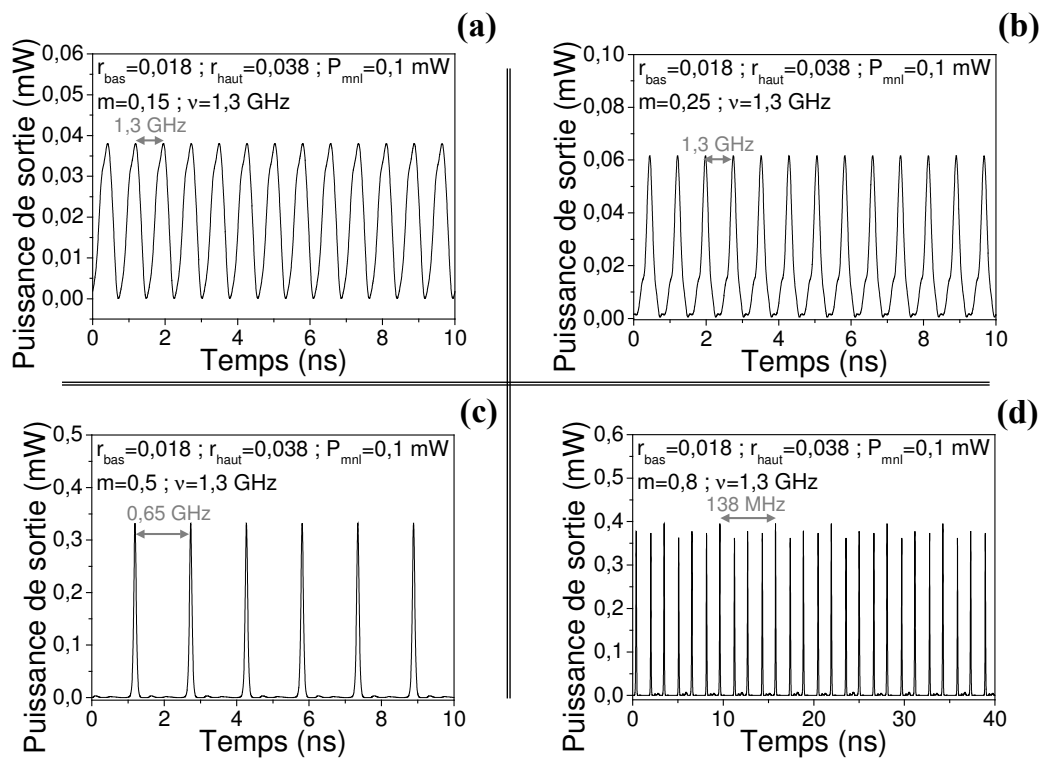 (a)
Puissance de sortie (mW)
0,06
0,05
0,04
0,03
0,02
0,01
0,00
r_bas=0,018 ; r_haut=0,038 ; P_mnl=0,1 mW
m=0,15 ; ν=1,3 GHz
1,3 GHz
0 2 4 6 8 10
Temps (ns)
(b)
Puissance de sortie (mW)
0,10
0,08
0,06
0,04
0,02
0,00
r_bas=0,018 ; r_haut=0,038 ; P_mnl=0,1 mW
m=0,25 ; ν=1,3 GHz
1,3 GHz
0 2 4 6 8 10
Temps (ns)
(c)
Puissance de sortie (mW)
0,5
0,4
0,3
0,2
0,1
0,0
r_bas=0,018 ; r_haut=0,038 ; P_mnl=0,1 mW
m=0,5 ; ν=1,3 GHz
0,65 GHz
0 2 4 6 8 10
Temps (ns)
(d)
Puissance de sortie (mW)
0,6
0,5
0,4
0,3
0,2
0,1
0,0
r_bas=0,018 ; r_haut=0,038 ; P_mnl=0,1 mW
m=0,8 ; ν=1,3 GHz
138 MHz
0 10 20 30 40
Temps (ns)